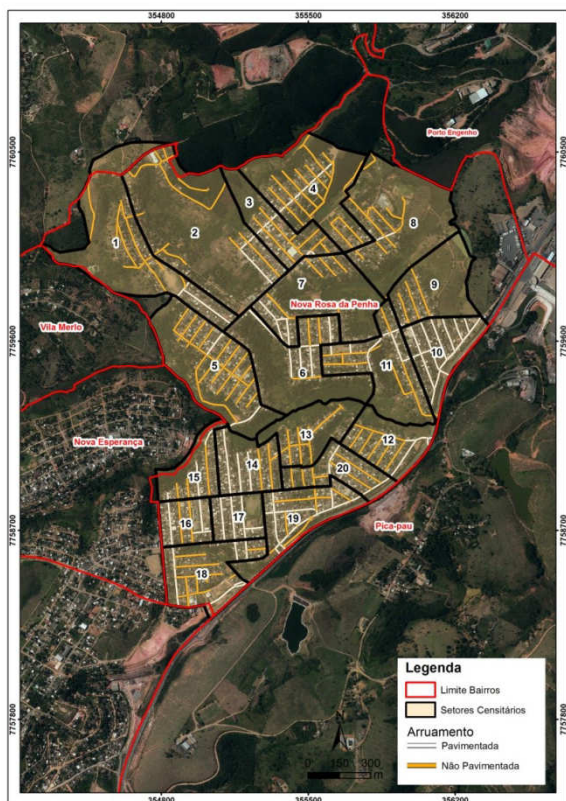 354800 355500 356200
7760500 7760500
Porto Engenho
4
3
1
2
8
7
9
Nova Rosa da Penha
Vila Merlo
7759600 7759600
10
5
6
11
Nova Esperança
13
12
14
15
20
16
17
19
7758700 7758700
Pica-pau
18
Legenda
Limite Bairros
Setores Censitários
Arruamento
Pavimentada
Não Pavimentada
7757800 7757800
0 150 300
m
354800 355500 356200